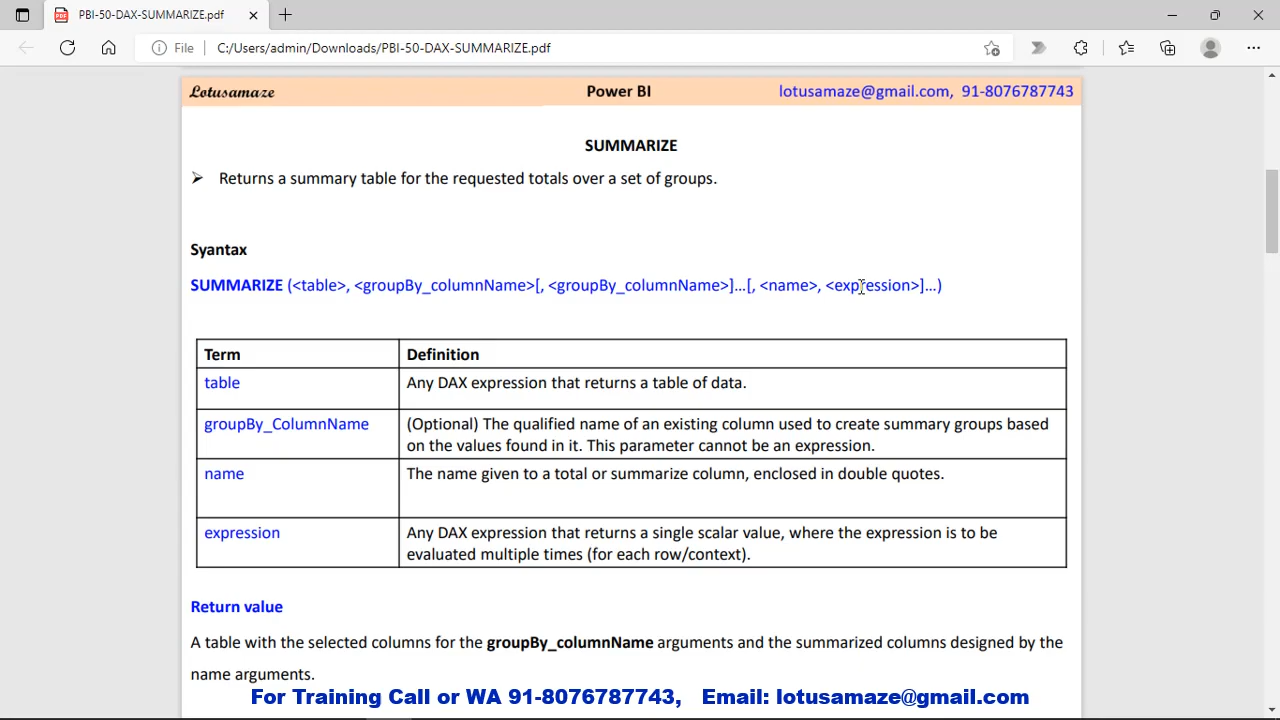 PBI-50-DAX-SUMMARIZE.pdf
File C:/Users/admin/Downloads/PBI-50-DAX-SUMMARIZE.pdf
Lotusamaze Power BI lotusamaze@gmail.com, 91-8076787743
SUMMARIZE
Returns a summary table for the requested totals over a set of groups.
Syantax
SUMMARIZE (<table>, <groupBy_columnName>[, <groupBy_columnName>]…[, <name>, <expression>]…)
Term Definition
table Any DAX expression that returns a table of data.
groupBy_ColumnName (Optional) The qualified name of an existing column used to create summary groups based
on the values found in it. This parameter cannot be an expression.
name The name given to a total or summarize column, enclosed in double quotes.
expression Any DAX expression that returns a single scalar value, where the expression is to be
evaluated multiple times (for each row/context).
Return value
A table with the selected columns for the groupBy_columnName arguments and the summarized columns designed by the
name arguments.
For Training Call or WA 91-8076787743, Email: lotusamaze@gmail.com